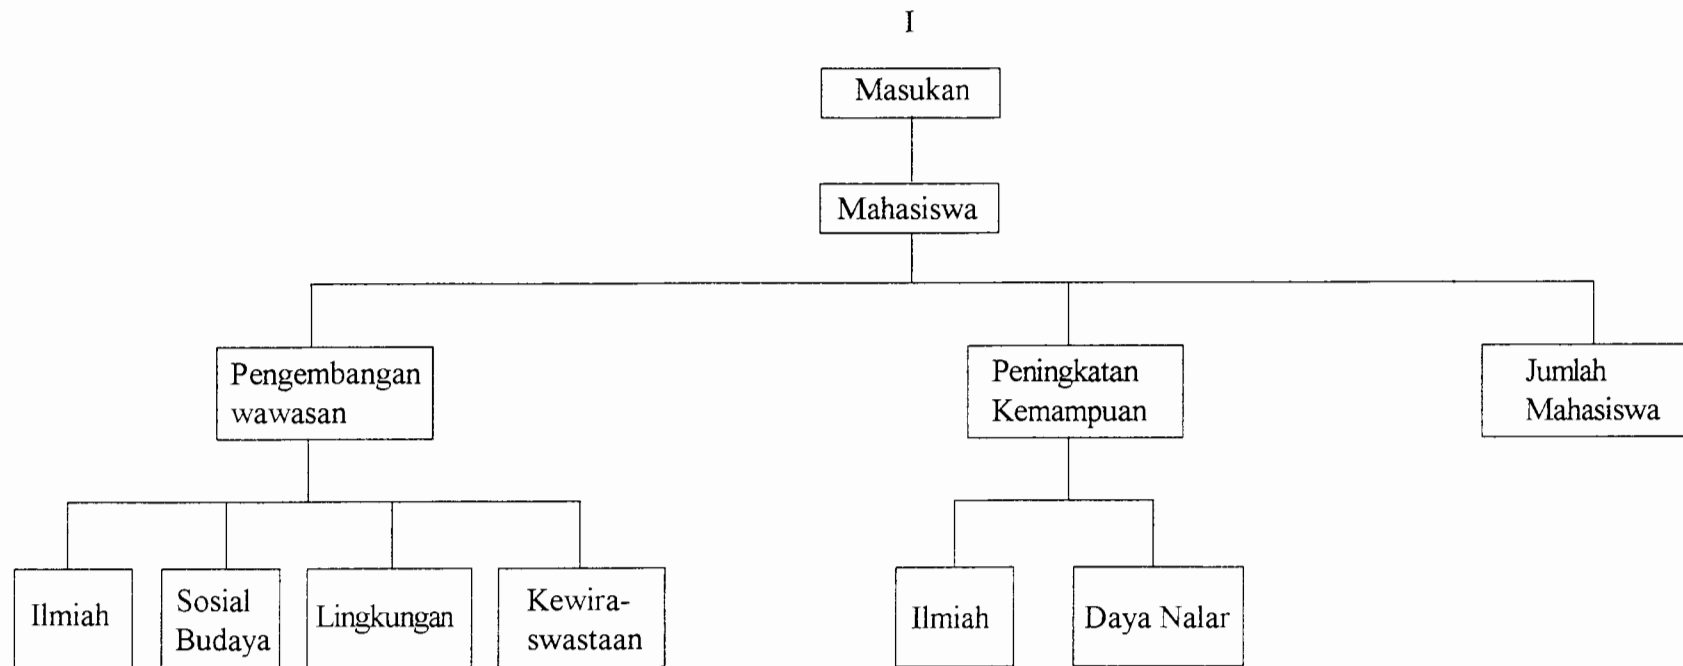 I
Masukan
Mahasiswa
Pengembangan
wawasan
Peningkatan
Kemampuan
Jumlah
Mahasiswa
Ilmiah
Sosial
Budaya
Lingkungan
Kewira-
swastaan
Ilmiah
Daya Nalar